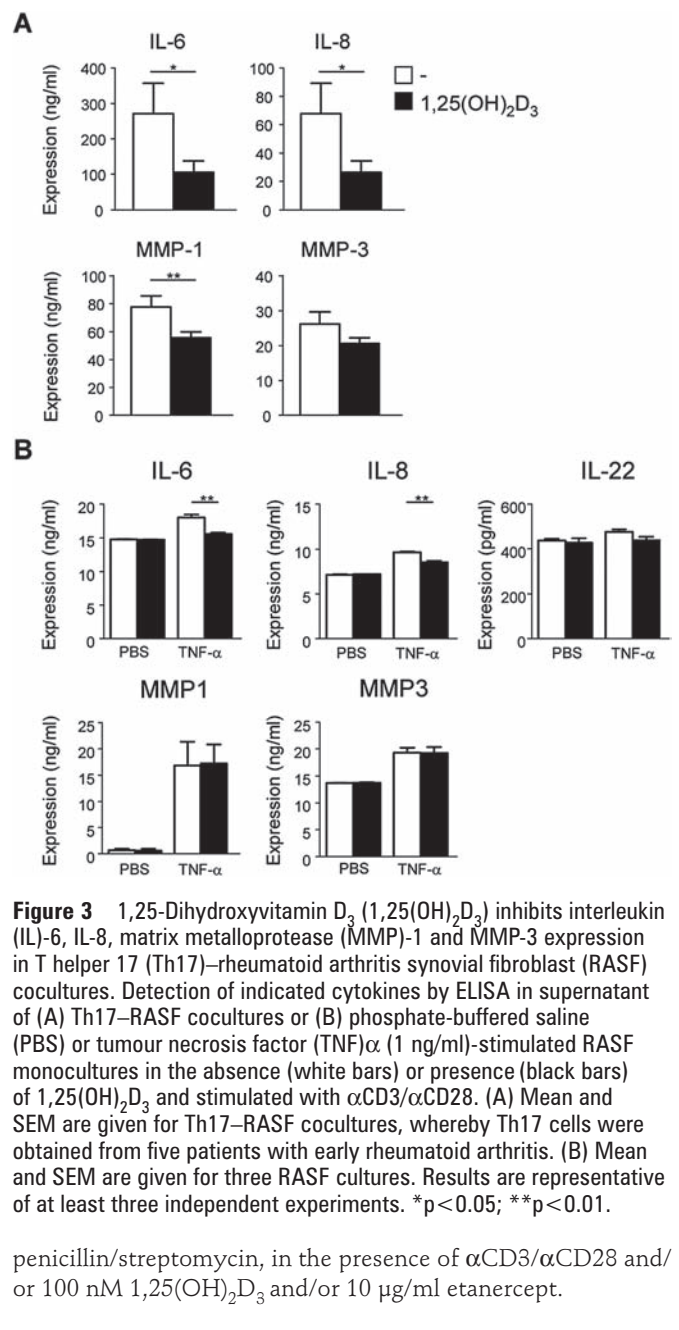 A
IL-6
IL-8
Expression (ng/ml)
400
300
200
100
0
*
100
80
60
40
20
0
*
-
1,25(OH)2D3
MMP-1
MMP-3
Expression (ng/ml)
100
80
60
40
20
0
**
40
30
20
10
0
B
IL-6
IL-8
IL-22
Expression (ng/ml)
20
15
10
5
0
**
PBS
TNF-α
Expression (ng/ml)
15
10
5
0
**
PBS
TNF-α
Expression (pg/ml)
600
400
200
0
PBS
TNF-α
MMP1
MMP3
Expression (ng/ml)
25
20
15
10
5
0
PBS
TNF-α
Expression (ng/ml)
25
20
15
10
5
0
PBS
TNF-α
Figure 3 1,25-Dihydroxyvitamin D3 (1,25(OH)2D3) inhibits interleukin
(IL)-6, IL-8, matrix metalloprotease (MMP)-1 and MMP-3 expression
in T helper 17 (Th17)–rheumatoid arthritis synovial fibroblast (RASF)
cocultures. Detection of indicated cytokines by ELISA in supernatant
of (A) Th17–RASF cocultures or (B) phosphate-buffered saline
(PBS) or tumour necrosis factor (TNF)α (1 ng/ml)-stimulated RASF
monocultures in the absence (white bars) or presence (black bars)
of 1,25(OH)2D3 and stimulated with αCD3/αCD28. (A) Mean and
SEM are given for Th17–RASF cocultures, whereby Th17 cells were
obtained from five patients with early rheumatoid arthritis. (B) Mean
and SEM are given for three RASF cultures. Results are representative
of at least three independent experiments. *p<0.05; **p<0.01.
penicillin/streptomycin, in the presence of αCD3/αCD28 and/
or 100 nM 1,25(OH)2D3 and/or 10 µg/ml etanercept.